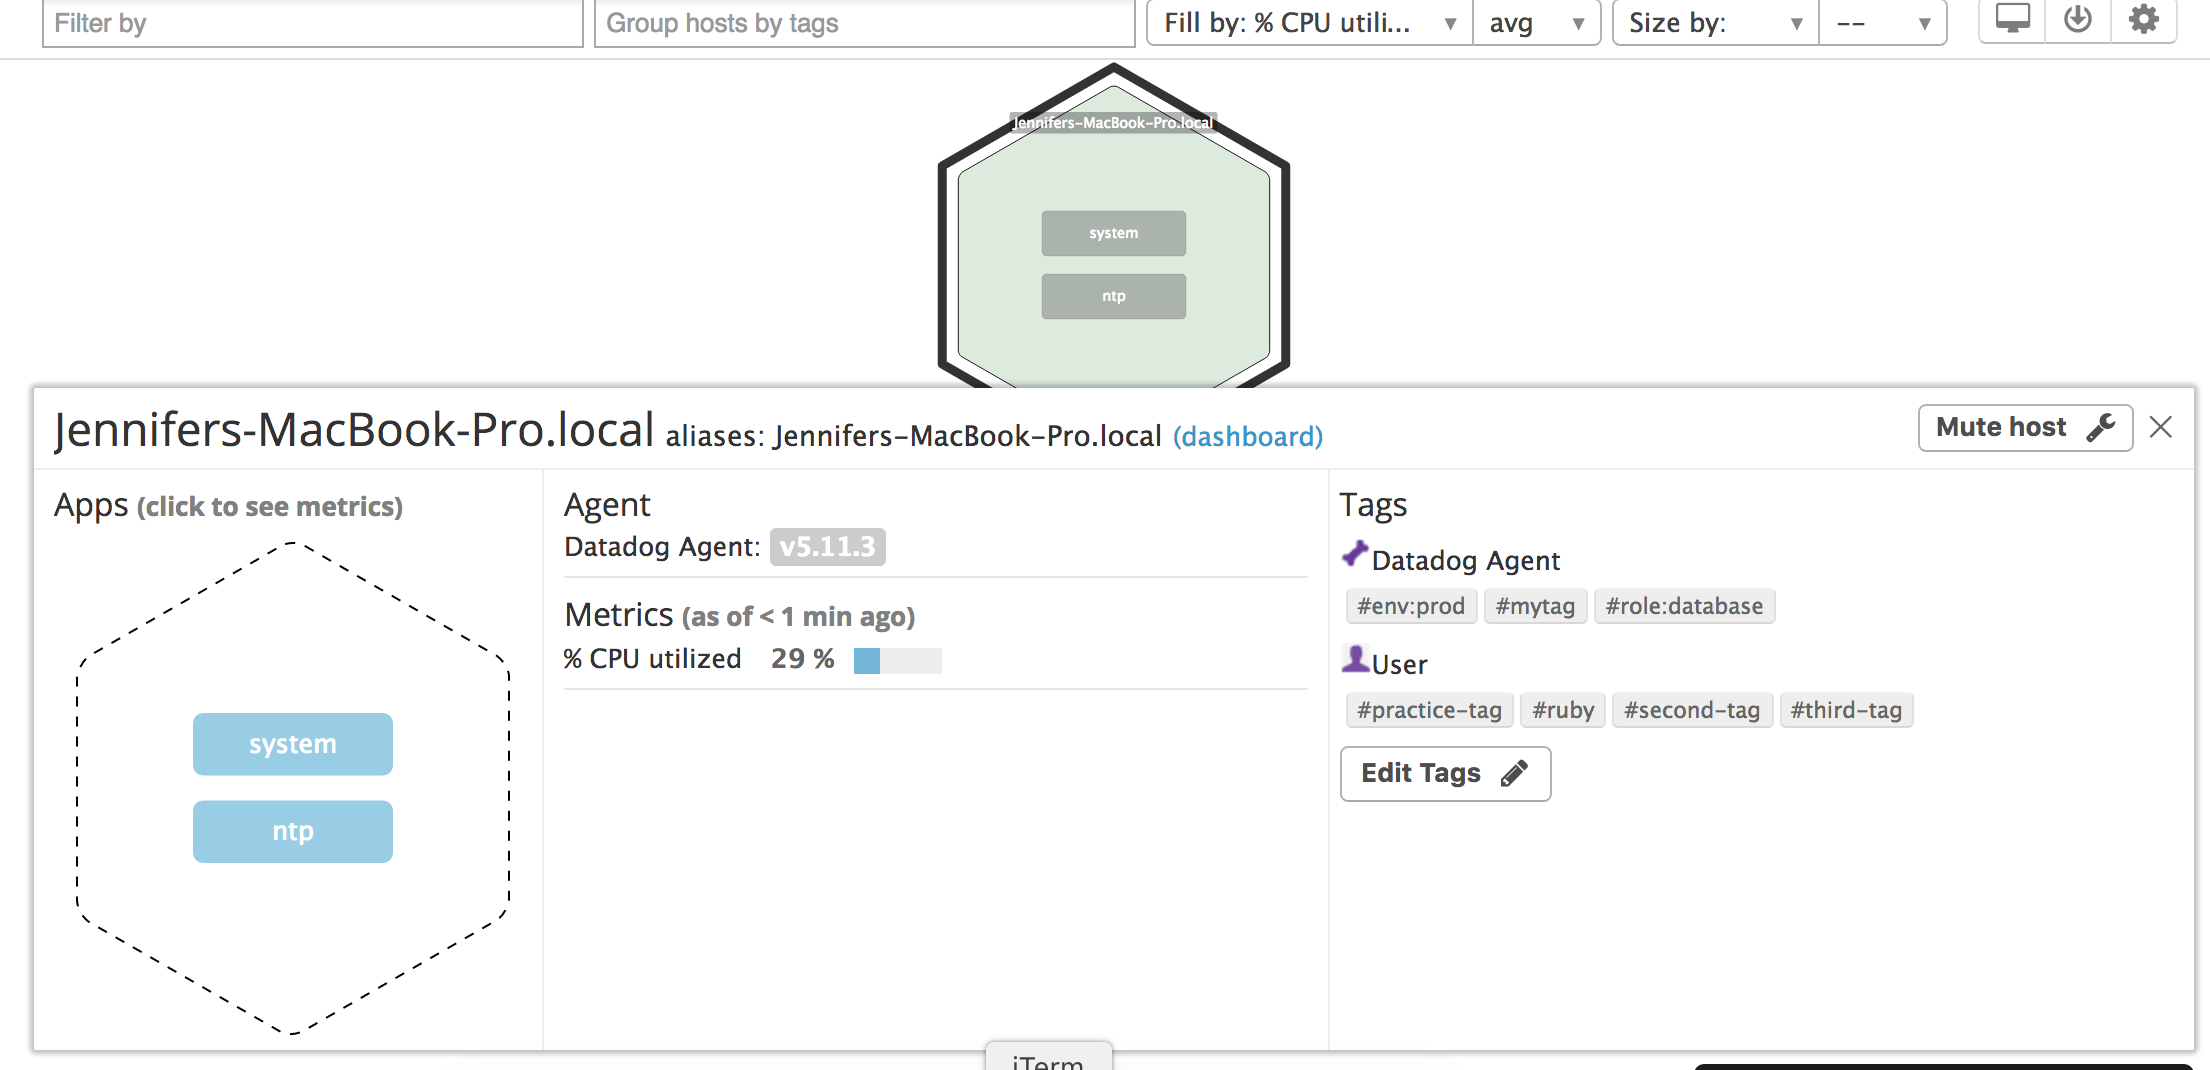 Filter by
Group hosts by tags
Fill by: % CPU utili...
avg
Size by:
--
Jennifers-MacBook-Pro.local
system
ntp
Jennifers-MacBook-Pro.local aliases: Jennifers-MacBook-Pro.local (dashboard)
Mute host
Apps (click to see metrics)
system
ntp
Agent
Datadog Agent: v5.11.3
Metrics (as of < 1 min ago)
% CPU utilized 29 %
Tags
Datadog Agent
#env:prod #mytag #role:database
User
#practice-tag #ruby #second-tag #third-tag
Edit Tags
iTerm